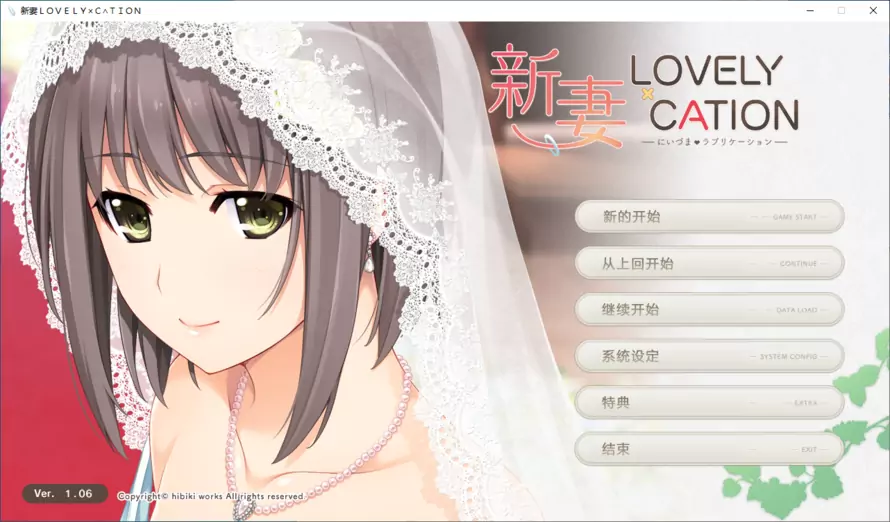 新妻ＬＯＶＥＬＹ×ＣＡＴＩＯＮ
新妻
LOVELY
×
CATION
にいづま♥ラブリケーション
新的开始
GAME START
从上回开始
CONTINUE
继续开始
DATA LOAD
系统设定
SYSTEM CONFIG
特典
EXTRA
结束
EXIT
Ver. 1.06
Copyright© hibiki works All rights reserved